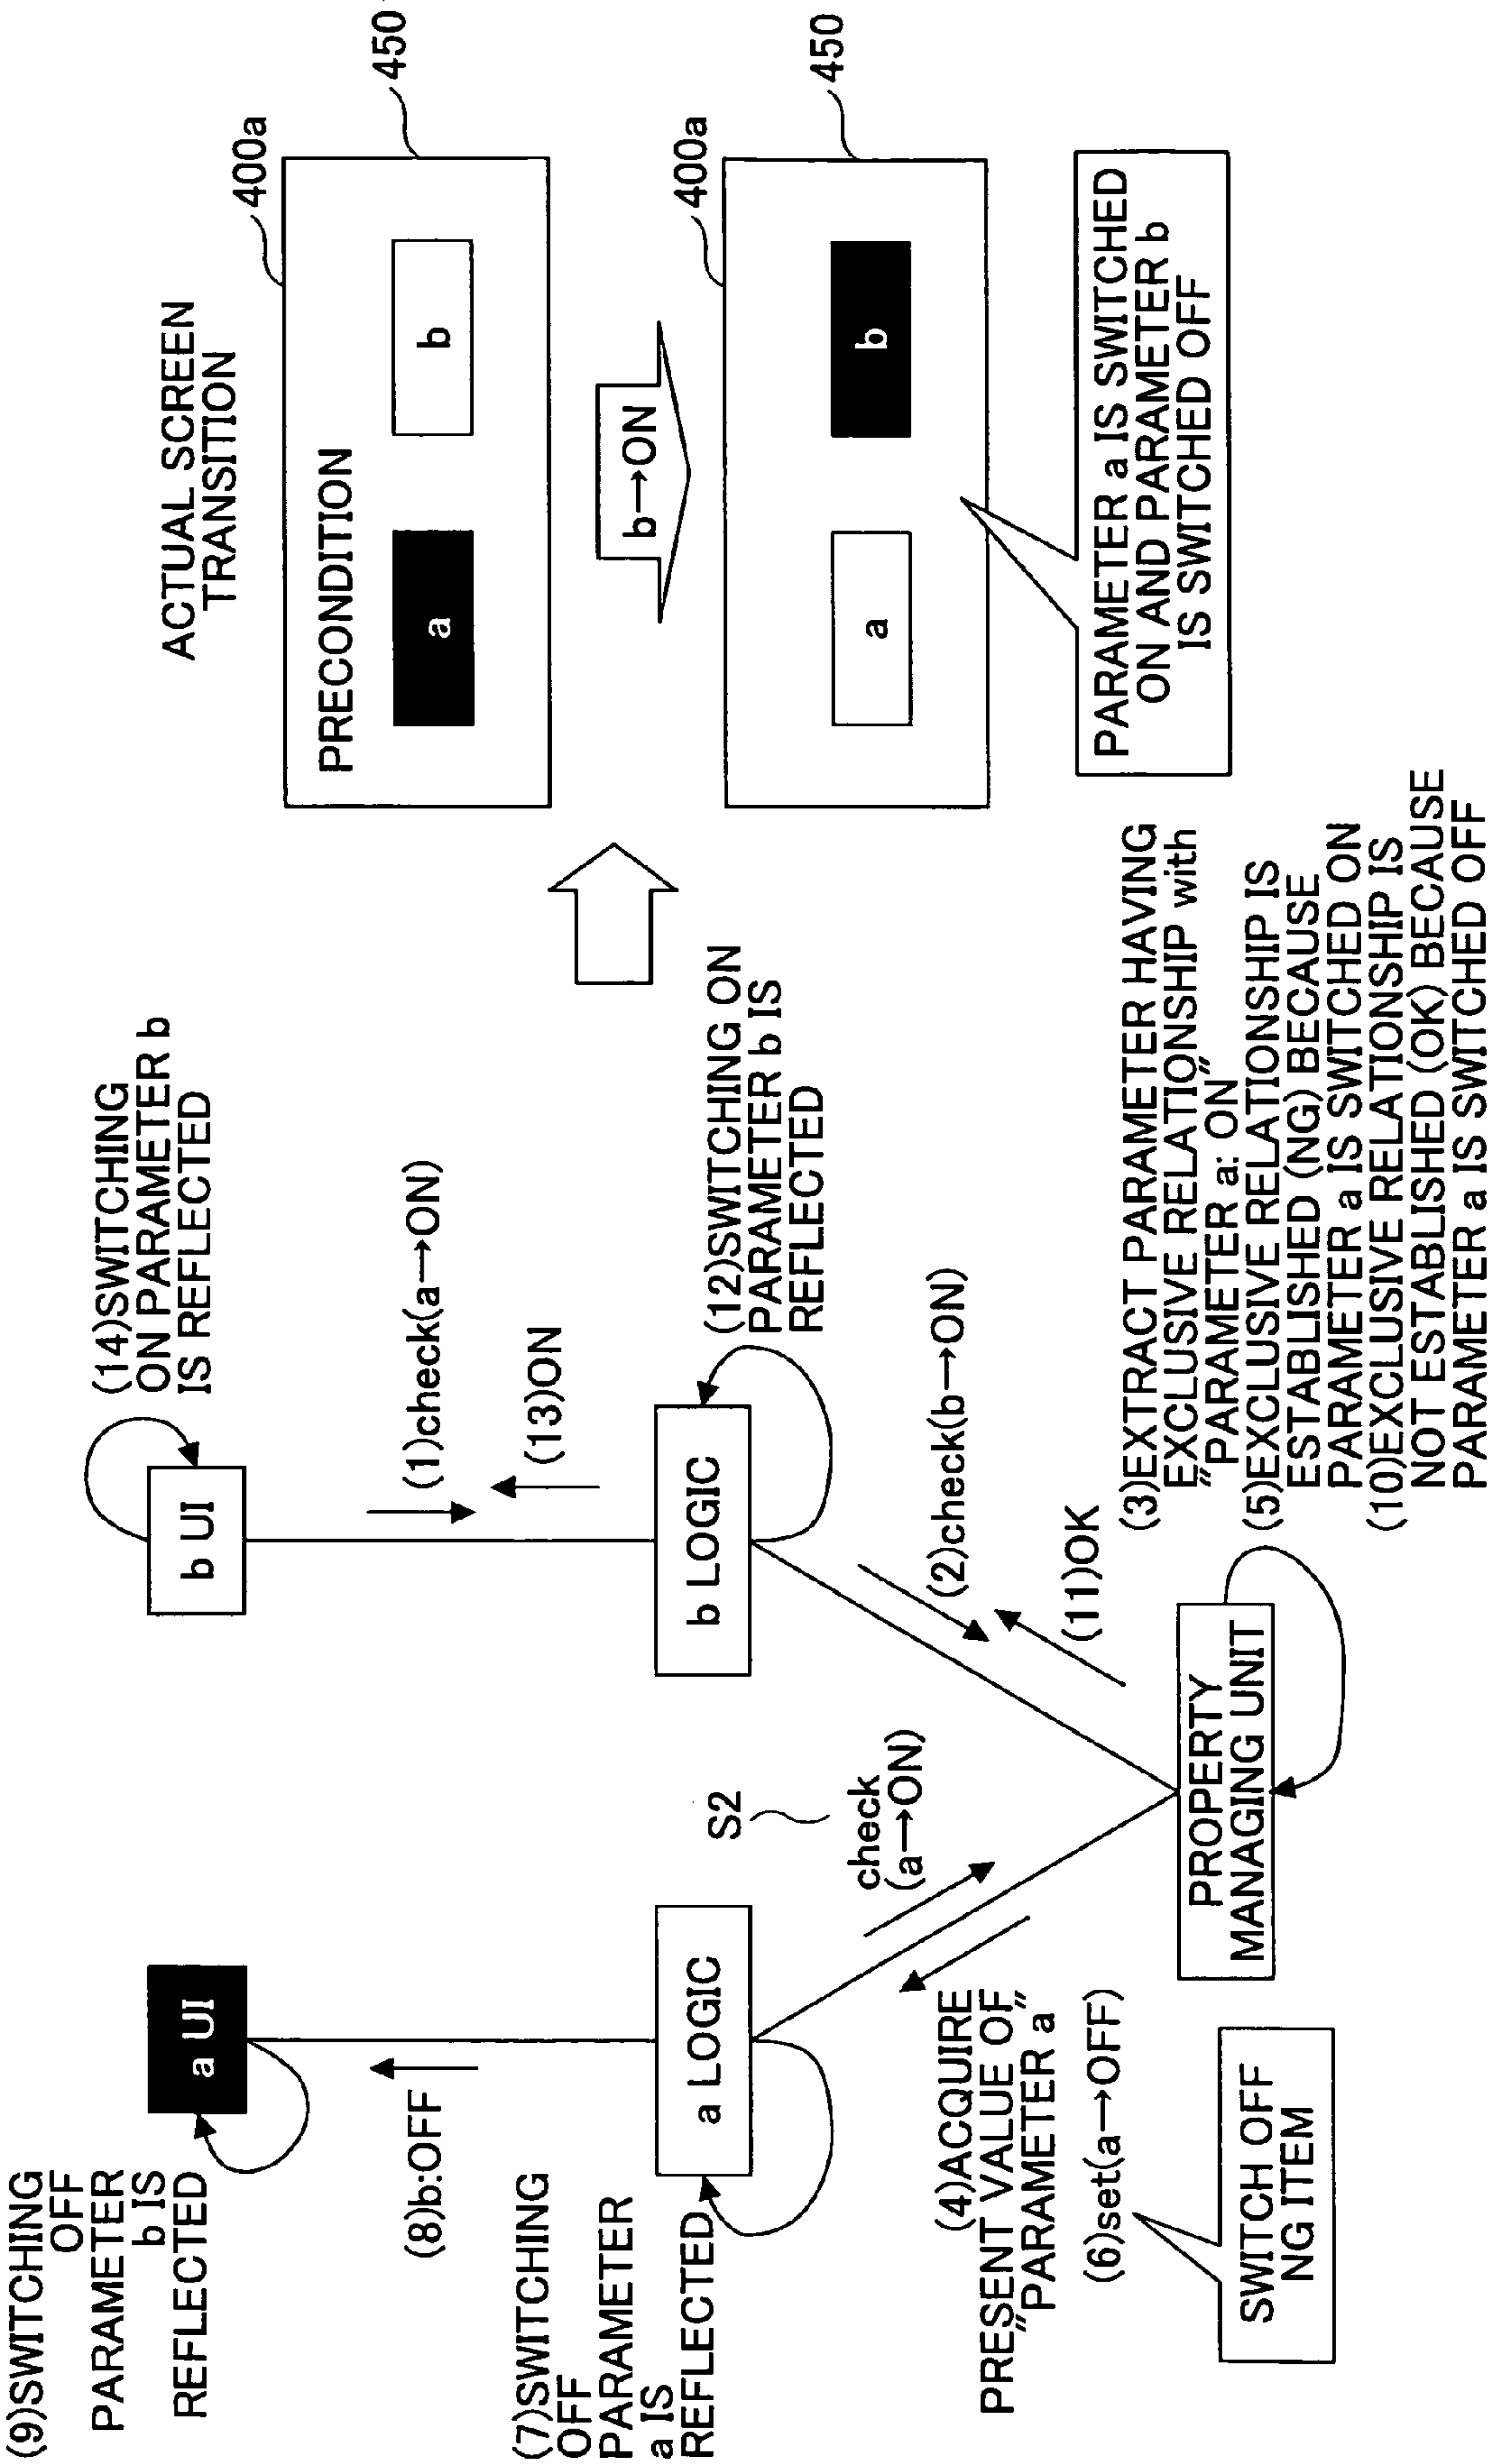 (9)SWITCHING
OFF
PARAMETER
b IS
REFLECTED
a UI
(8)b:OFF
(7)SWITCHING
OFF
PARAMETER
a IS
REFLECTED
a LOGIC
(14)SWITCHING
ON PARAMETER b
IS REFLECTED
b UI
(1)check(a→ON)
(13)ON
b LOGIC
(12)SWITCHING ON
PARAMETER b IS
REFLECTED
S2
check
(a→ON)
(2)check(b→ON)
(11)OK
(4)ACQUIRE
PRESENT VALUE OF
"PARAMETER a"
(6)set(a→OFF)
SWITCH OFF
NG ITEM
PROPERTY
MANAGING UNIT
(3)EXTRACT PARAMETER HAVING
EXCLUSIVE RELATIONSHIP with
"PARAMETER a: ON"
(5)EXCLUSIVE RELATIONSHIP IS
ESTABLISHED (NG) BECAUSE
PARAMETER a IS SWITCHED ON
(10)EXCLUSIVE RELATIONSHIP IS
NOT ESTABLISHED (OK) BECAUSE
PARAMETER a IS SWITCHED OFF
ACTUAL SCREEN
TRANSITION
400a
450
PRECONDITION
a
b
b→ON
400a
450
a
b
PARAMETER a IS SWITCHED
ON AND PARAMETER b
IS SWITCHED OFF